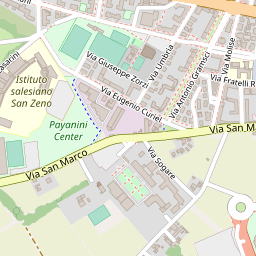 Via Umbria
Via Molise
Via Giuseppe Zorzi
Via Antonio Gramsci
Via Fratelli R
Istituto
salesiano
San Zeno
Via Eugenio Curiel
Payanini
Center
Via San Marco
Via San Ma
Via Sogare